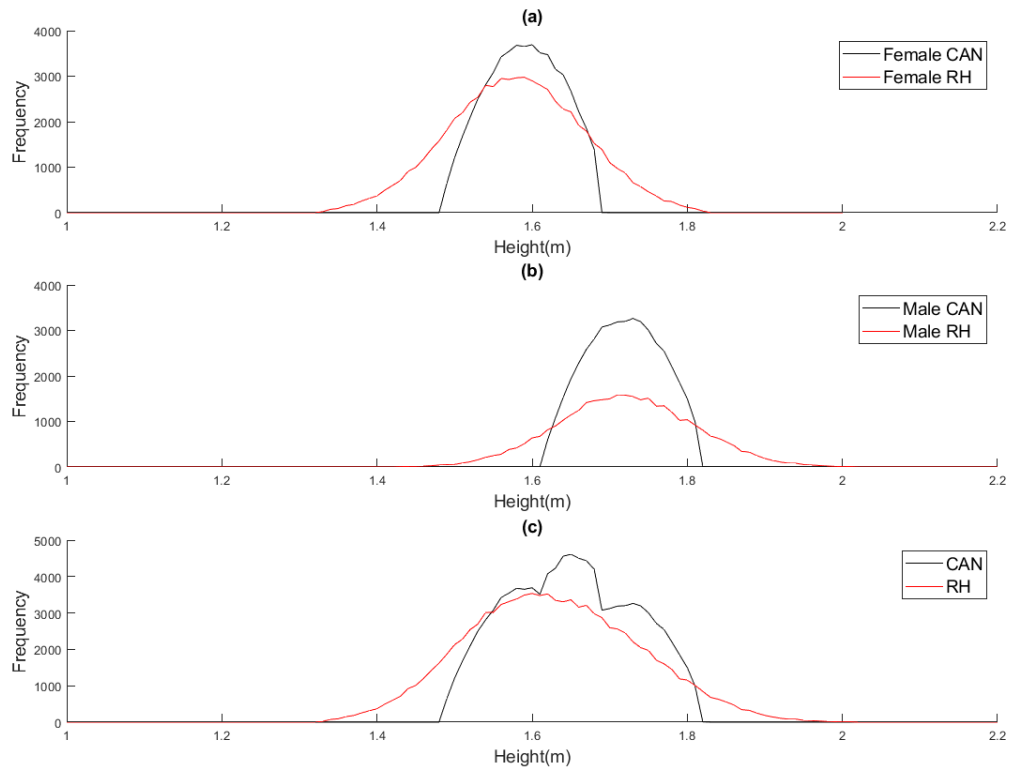 (a)
4000
3000
2000
1000
0
Frequency
Female CAN
Female RH
1 1.2 1.4 1.6 1.8 2 2.2
Height(m)
(b)
4000
3000
2000
1000
0
Frequency
Male CAN
Male RH
1 1.2 1.4 1.6 1.8 2 2.2
Height(m)
(c)
5000
4000
3000
2000
1000
0
Frequency
CAN
RH
1 1.2 1.4 1.6 1.8 2 2.2
Height(m)